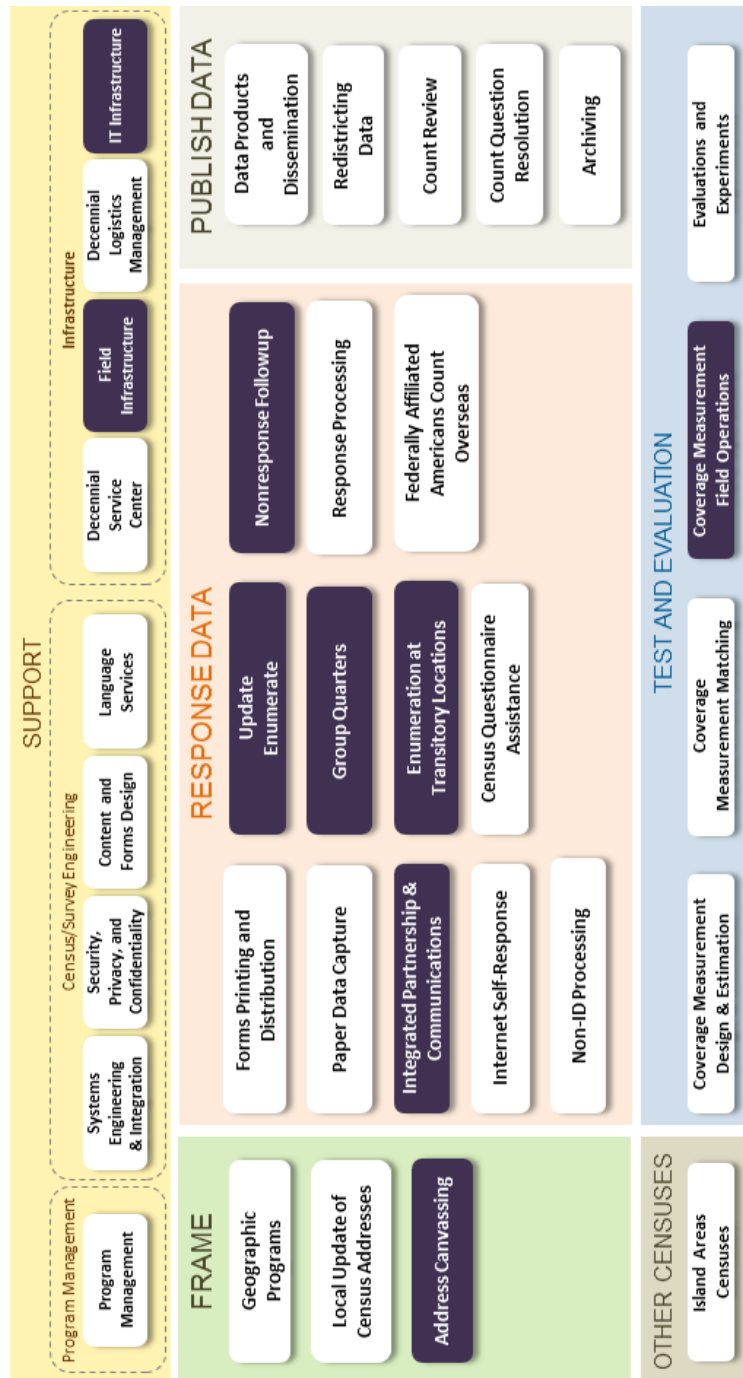 SUPPORT
Program Management
Program
Management
Census/Survey Engineering
Systems
Engineering
& Integration
Security,
Privacy, and
Confidentiality
Content and
Forms Design
Language
Services
Infrastructure
Decennial
Service
Center
Field
Infrastructure
Decennial
Logistics
Management
IT Infrastructure
FRAME
Geographic
Programs
Local Update of
Census Addresses
Address Canvassing
RESPONSE DATA
Forms Printing and
Distribution
Paper Data Capture
Integrated Partnership &
Communications
Internet Self-Response
Non-ID Processing
Update
Enumerate
Group Quarters
Enumeration at
Transitory Locations
Census Questionnaire
Assistance
Nonresponse Followup
Response Processing
Federally Affiliated
Americans Count
Overseas
PUBLISH DATA
Data Products
and
Dissemination
Redistricting
Data
Count Review
Count Question
Resolution
Archiving
OTHER CENSUSES
Island Areas
Censuses
TEST AND EVALUATION
Coverage Measurement
Design & Estimation
Coverage
Measurement Matching
Coverage Measurement
Field Operations
Evaluations and
Experiments